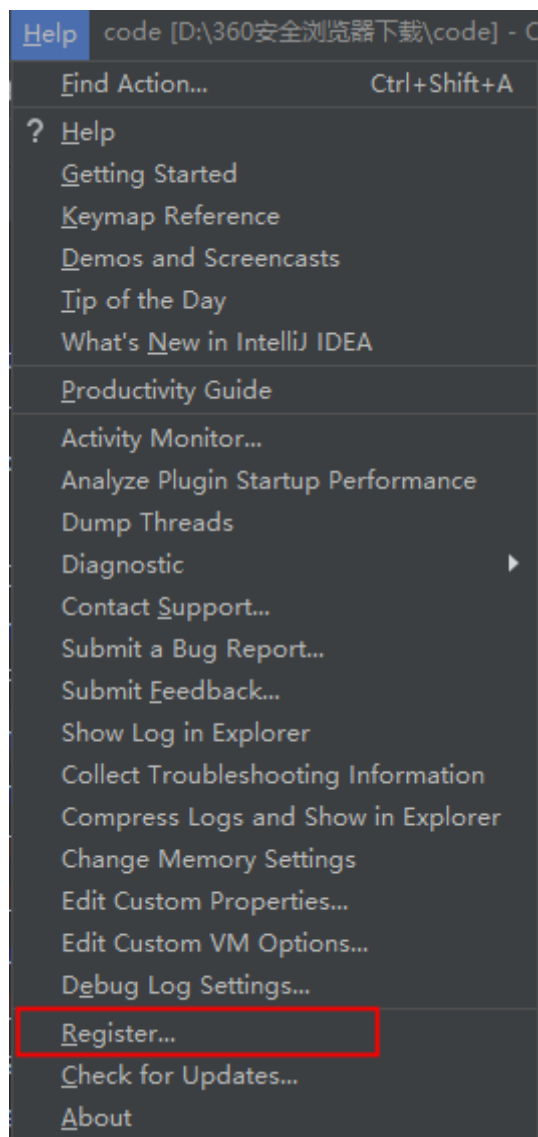 Help code [D:\360安全浏览器下载\code] - C
Find Action... Ctrl+Shift+A
? Help
Getting Started
Keymap Reference
Demos and Screencasts
Tip of the Day
What's New in IntelliJ IDEA
Productivity Guide
Activity Monitor...
Analyze Plugin Startup Performance
Dump Threads
Diagnostic
Contact Support...
Submit a Bug Report...
Submit Feedback...
Show Log in Explorer
Collect Troubleshooting Information
Compress Logs and Show in Explorer
Change Memory Settings
Edit Custom Properties...
Edit Custom VM Options...
Debug Log Settings...
Register...
Check for Updates...
About